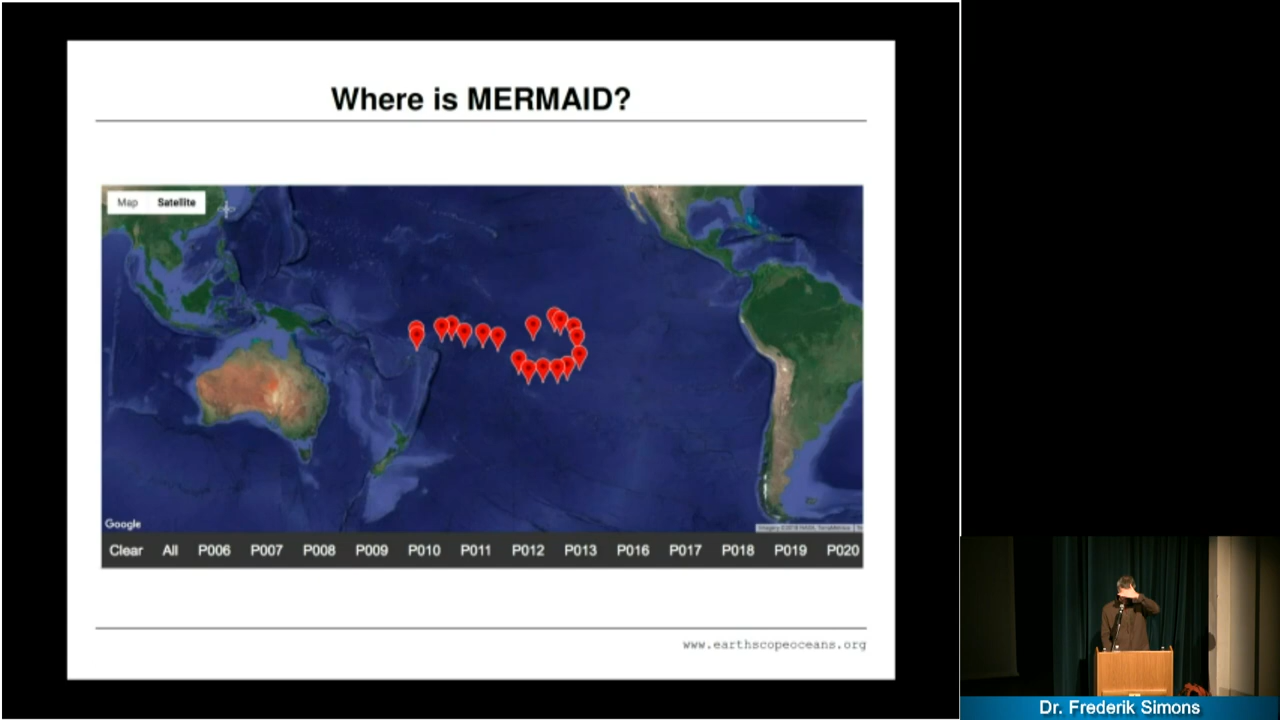 Where is MERMAID?
Map Satellite
Google
Clear All P006 P007 P008 P009 P010 P011 P012 P013 P016 P017 P018 P019 P020
www.earthscopeoceans.org
Dr. Frederik Simons